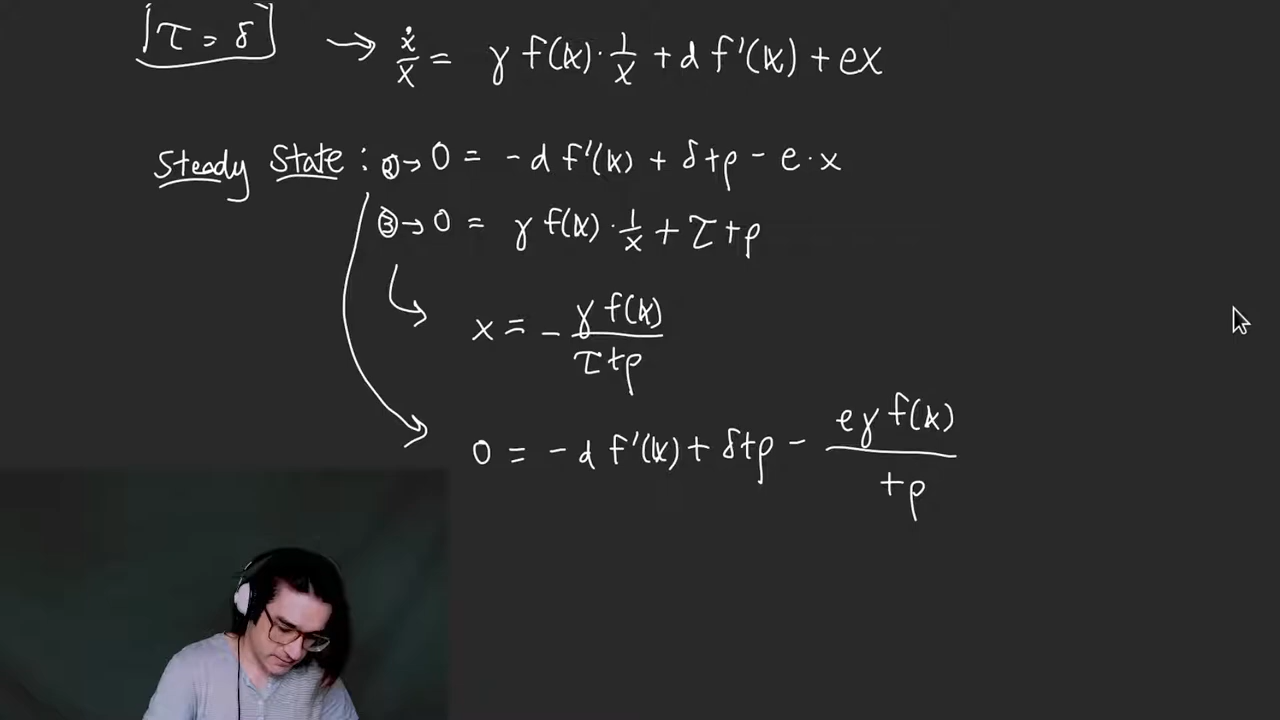 τ = δ → ẋ/x = γ f(k) · 1/x + d f'(k) + ex
Steady State : ② → 0 = - d f'(k) + δ + ρ - e · x
③ → 0 = γ f(k) · 1/x + τ + ρ
x = - γ f(k) / τ + ρ
0 = - d f'(k) + δ + ρ - eγ f(k) / + ρ